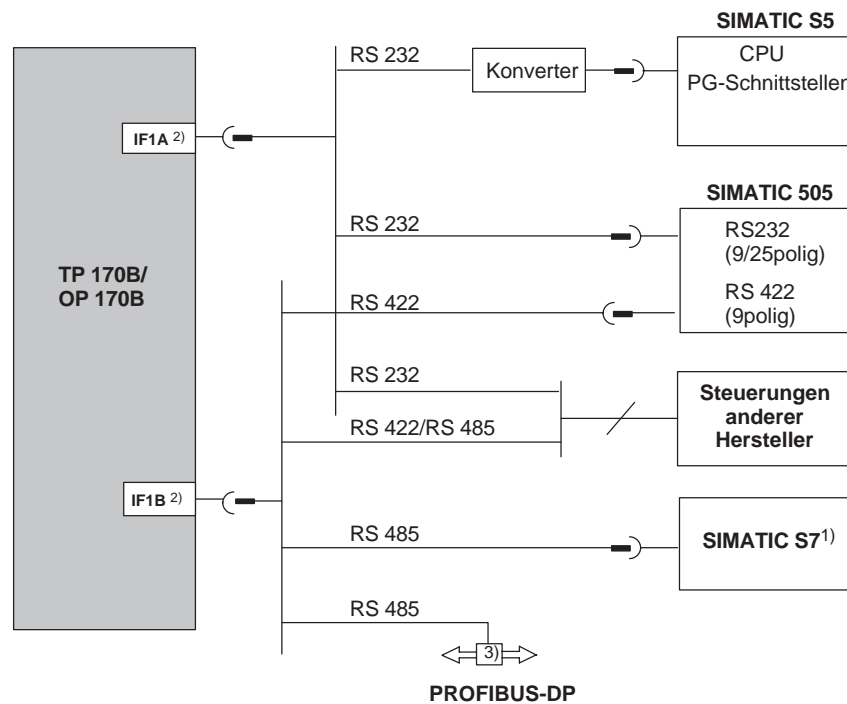 SIMATIC S5
RS 232
Konverter
CPU
PG-Schnittstellen
IF1A 2)
SIMATIC 505
RS 232
RS232
(9/25polig)
TP 170B/
OP 170B
RS 422
RS 422
(9polig)
RS 232
Steuerungen
anderer
Hersteller
RS 422/RS 485
IF1B 2)
RS 485
SIMATIC S7 1)
RS 485
3)
PROFIBUS-DP